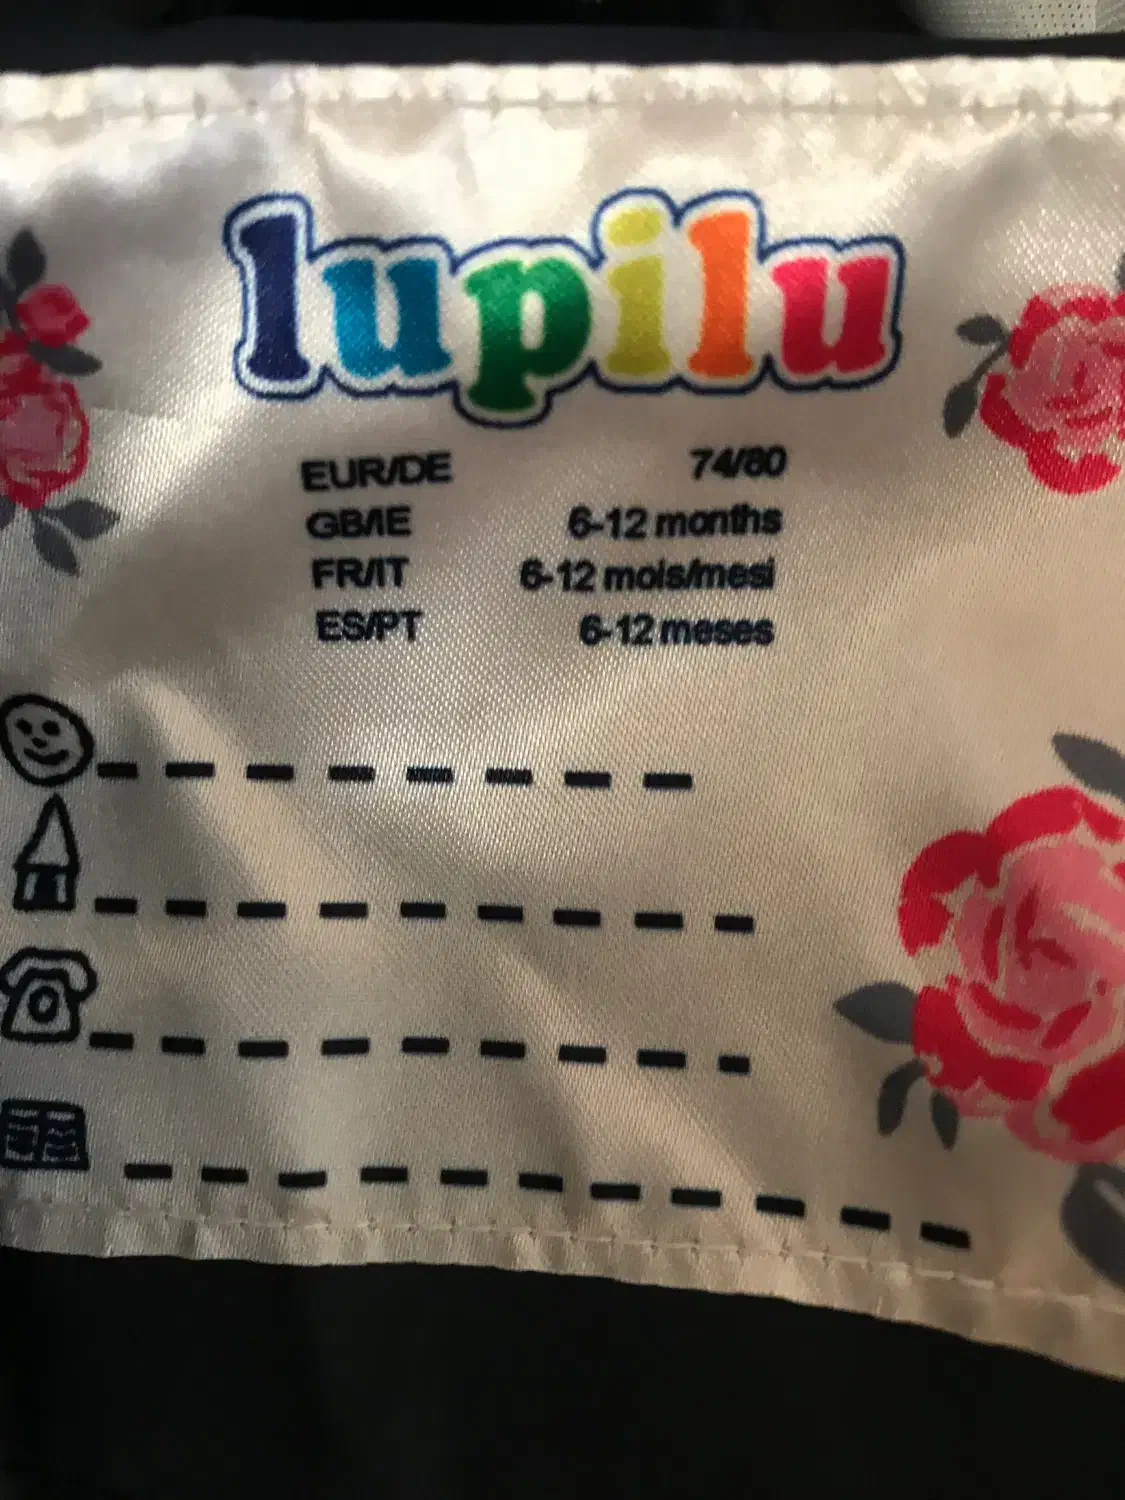 lupilu
EUR/DE 74/80
GB/IE 6-12 months
FR/IT 6-12 mois/mesi
ES/PT 6-12 meses